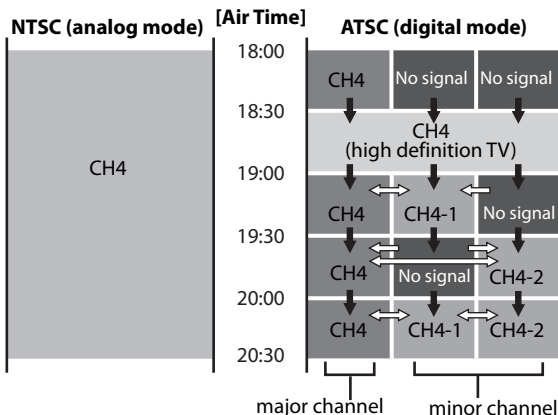 NTSC (analog mode) [Air Time] ATSC (digital mode)
18:00
CH4 No signal No signal
18:30
CH4
(high definition TV)
CH4
19:00
CH4 CH4-1 No signal
19:30
CH4 No signal CH4-2
20:00
CH4 CH4-1 CH4-2
20:30
major channel minor channel